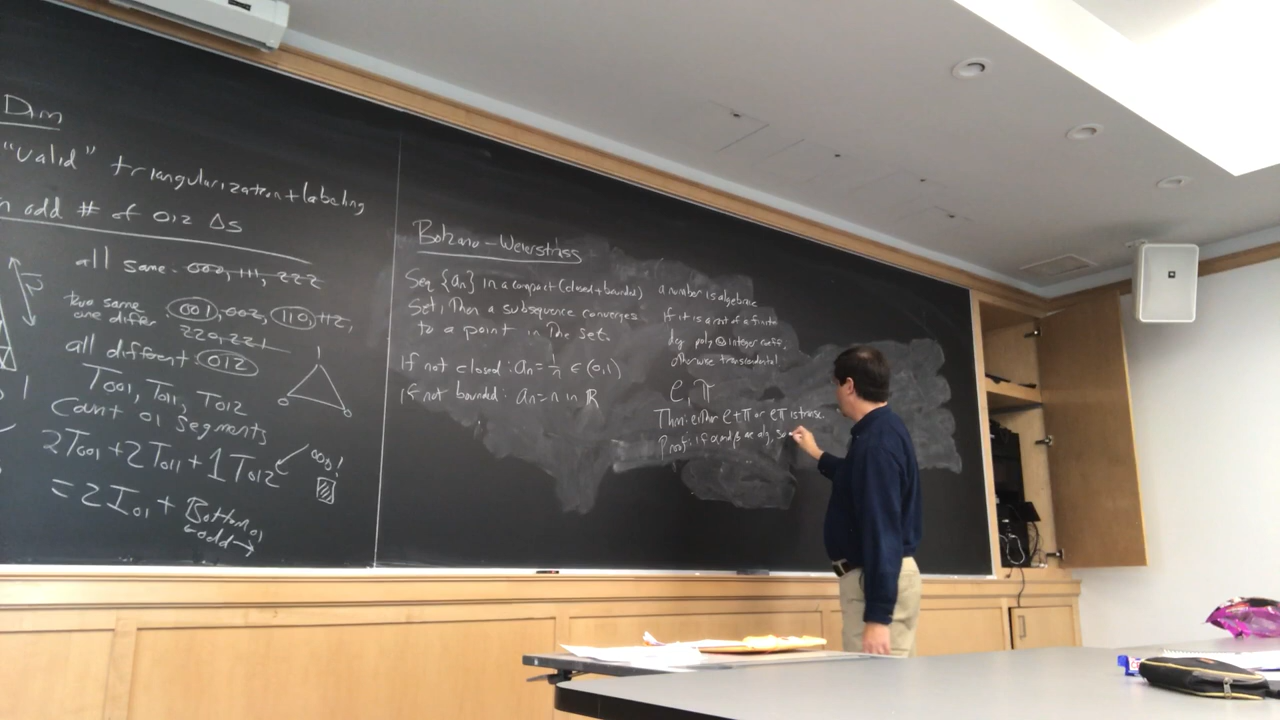 Dim
"valid" triangularization + labeling
odd # of 012 Δs
all same: 000, 111, 222
two same
one differ
001, 002, 110, 112,
220, 221
all different 012
T001, T011, T012
Count 01 segments
2T001 + 2T011 + 1T012
odd!
= 2I01 + Bottom01
odd
Bolzano-Weierstrass
Seq {an} in a compact (closed + bounded)
Set, Then a subsequence converges
to a point in the set.
if not closed: an = 1/n ∈ (0,1)
if not bounded: an = n in ℝ
a number is algebraic
if it is a root of a finite
deg poly integer coeff.
otherwise transcendental
e, π
Thm: either e+π or eπ is trans.
Proof: if α and β are alg, so